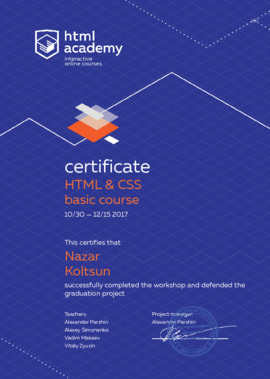 html
academy
interactive
online courses
certificate
HTML & CSS
basic course
10/30 — 12/15 2017
This certifies that
Nazar
Koltsun
successfully completed the workshop and defended the
graduation project
Teachers:
Alexander Pershin
Alexey Simonenko
Vadim Makeev
Vitaly Zyuzin
Project manager:
Alexander Pershin